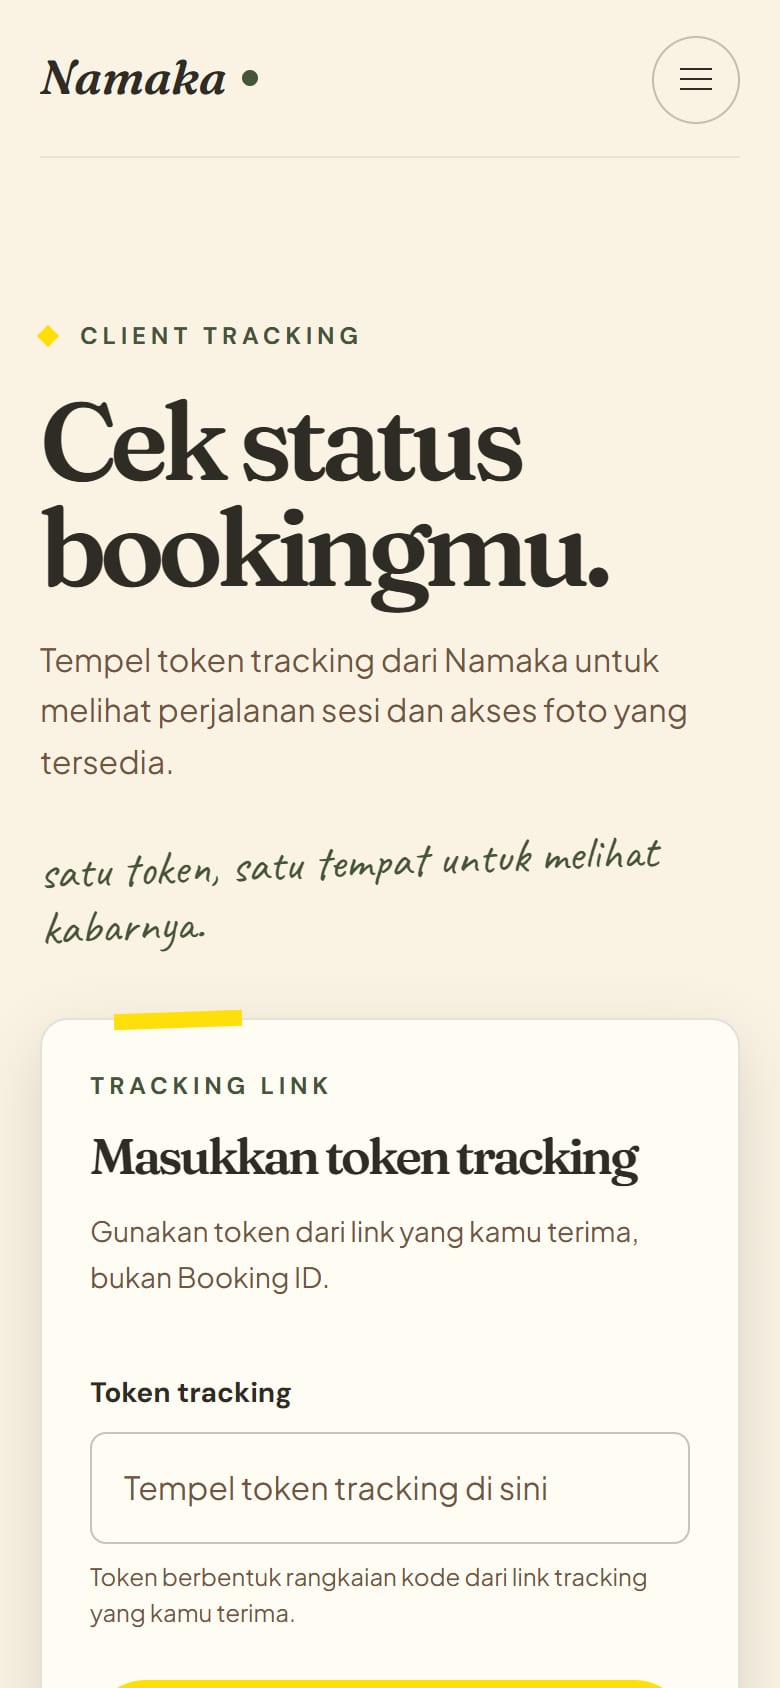 Namaka
CLIENT TRACKING
Cek status
bookingmu.
Tempel token tracking dari Namaka untuk
melihat perjalanan sesi dan akses foto yang
tersedia.
satu token, satu tempat untuk melihat
kabarnya.
TRACKING LINK
Masukkan token tracking
Gunakan token dari link yang kamu terima,
bukan Booking ID.
Token tracking
Tempel token tracking di sini
Token berbentuk rangkaian kode dari link tracking
yang kamu terima.